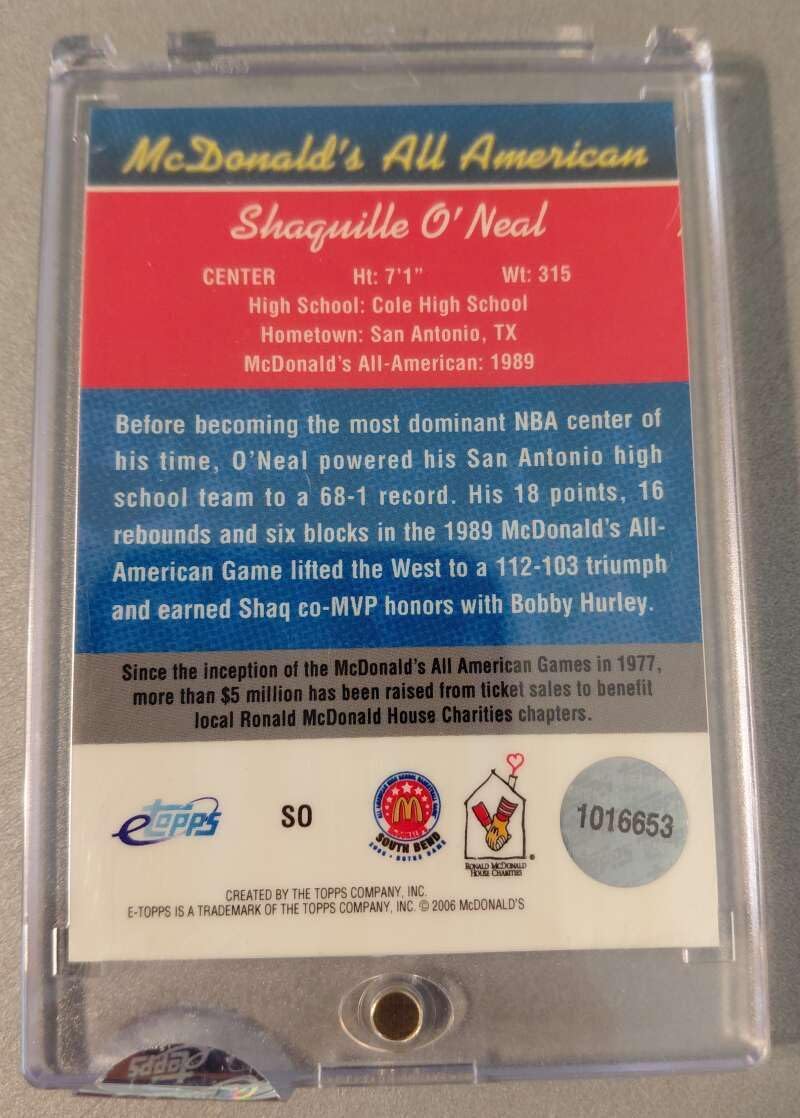 McDonald's All American
Shaquille O'Neal
CENTER Ht: 7'1" Wt: 315
High School: Cole High School
Hometown: San Antonio, TX
McDonald's All-American: 1989
Before becoming the most dominant NBA center of
his time, O'Neal powered his San Antonio high
school team to a 68-1 record. His 18 points, 16
rebounds and six blocks in the 1989 McDonald's All-
American Game lifted the West to a 112-103 triumph
and earned Shaq co-MVP honors with Bobby Hurley.
Since the inception of the McDonald's All American Games in 1977,
more than $5 million has been raised from ticket sales to benefit
local Ronald McDonald House Charities chapters.
etopps
SO
SOUTH BEND
RONALD McDONALD
HOUSE CHARITIES
®
1016653
CREATED BY THE TOPPS COMPANY, INC.
E-TOPPS IS A TRADEMARK OF THE TOPPS COMPANY, INC. © 2006 McDONALD'S
etopps